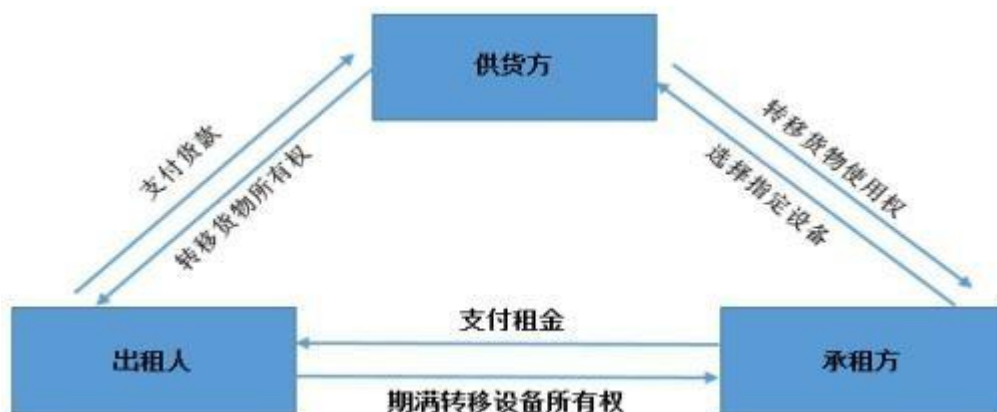 供货方
支付货款
转移货物所有权
转移货物使用权
选择指定设备
支付租金
出租人
承租方
期满转移设备所有权